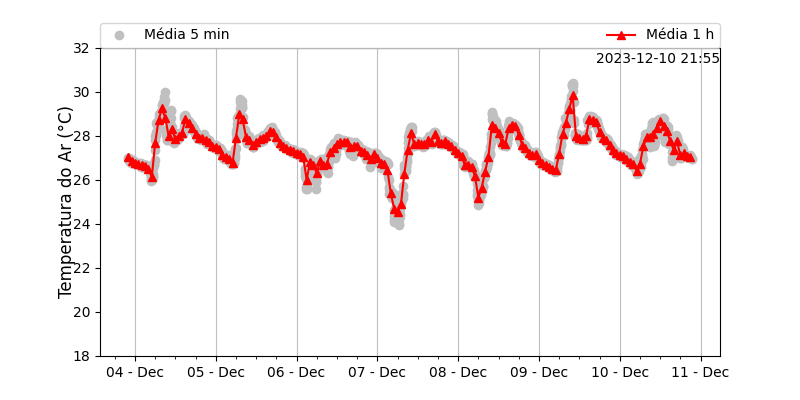 Média 5 min
Média 1 h
2023-12-10 21:55
Temperatura do Ar (°C)
32
30
28
26
24
22
20
18
04 - Dec
05 - Dec
06 - Dec
07 - Dec
08 - Dec
09 - Dec
10 - Dec
11 - Dec